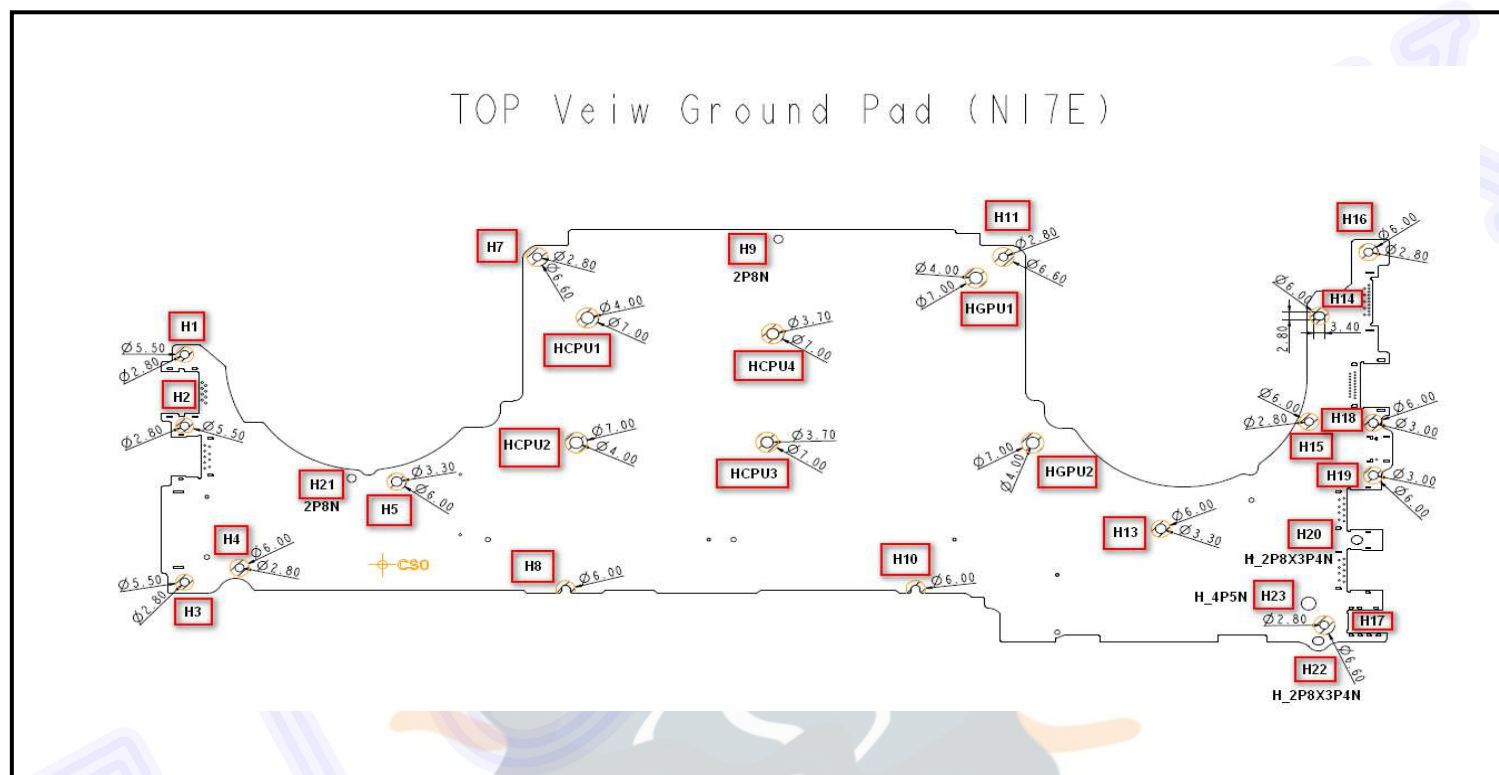 TOP Veiw Ground Pad (N17E)
H11
H16
H7
H9
2P8N
Ø6.00
Ø2.80
Ø2.80
Ø6.60
Ø2.80
Ø6.60
Ø4.00
Ø7.00
HGPU1
H14
Ø6.00
2.80
3.40
Ø4.00
Ø7.00
HCPU1
Ø3.70
Ø7.00
HCPU4
H1
Ø5.50
Ø2.80
H2
Ø2.80
Ø5.50
HCPU2
Ø7.00
Ø4.00
HCPU3
Ø3.70
Ø7.00
Ø7.00
Ø4.00
HGPU2
Ø6.00
Ø2.80
H15
H18
Ø6.00
Ø3.00
H19
Ø3.00
Ø6.00
H21
2P8N
Ø3.30
Ø6.00
H5
H13
Ø6.00
Ø3.30
H20
H_2P8X3P4N
H4
Ø6.00
Ø2.80
CSO
H8
Ø6.00
H10
Ø6.00
Ø5.50
Ø2.80
H3
H_4P5N
H23
Ø2.80
Ø6.60
H17
H22
H_2P8X3P4N